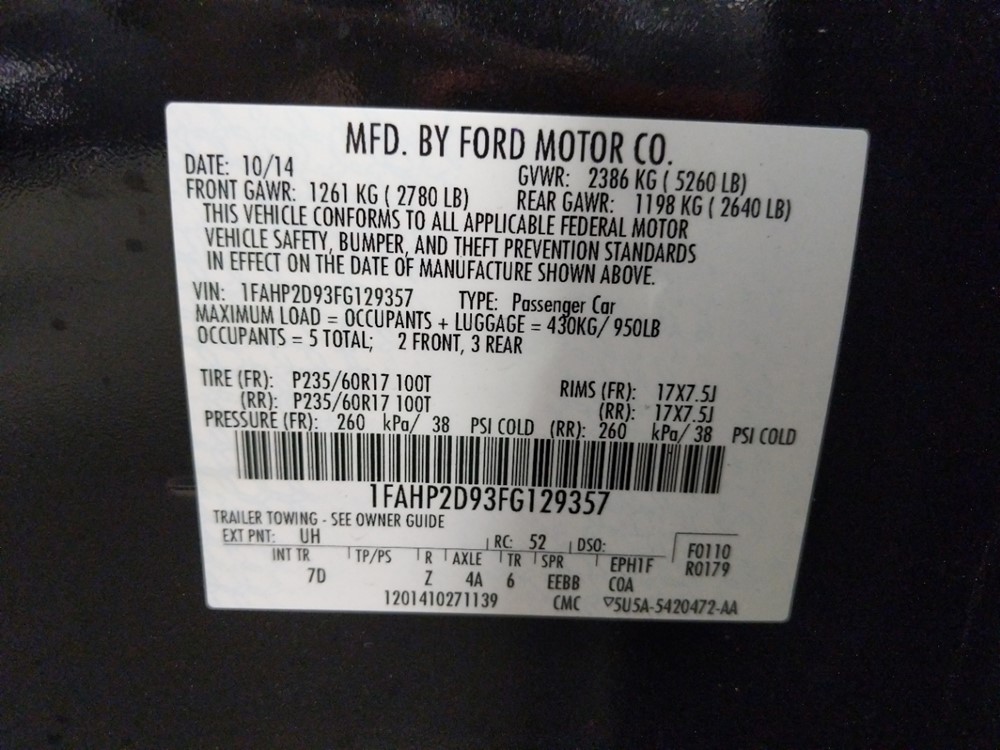 MFD. BY FORD MOTOR CO.
DATE: 10/14 GVWR: 2386 KG ( 5260 LB)
FRONT GAWR: 1261 KG ( 2780 LB) REAR GAWR: 1198 KG ( 2640 LB)
THIS VEHICLE CONFORMS TO ALL APPLICABLE FEDERAL MOTOR
VEHICLE SAFETY, BUMPER, AND THEFT PREVENTION STANDARDS
IN EFFECT ON THE DATE OF MANUFACTURE SHOWN ABOVE.
VIN: 1FAHP2D93FG129357 TYPE: Passenger Car
MAXIMUM LOAD = OCCUPANTS + LUGGAGE = 430KG/ 950LB
OCCUPANTS = 5 TOTAL; 2 FRONT, 3 REAR
TIRE (FR): P235/60R17 100T RIMS (FR): 17X7.5J
(RR): P235/60R17 100T (RR): 17X7.5J
PRESSURE (FR): 260 kPa/ 38 PSI COLD (RR): 260 kPa/ 38 PSI COLD
1FAHP2D93FG129357
TRAILER TOWING - SEE OWNER GUIDE
EXT PNT: UH RC: 52 DSO: F0110
INT TR TP/PS R AXLE TR SPR EPH1F R0179
7D Z 4A 6 EEBB COA
1201410271139 CMC ▽5U5A-5420472-AA